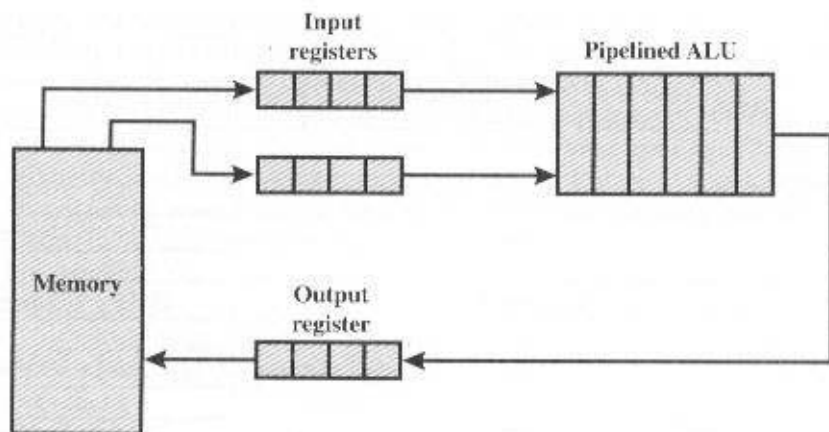 Input
registers
Pipelined ALU
Memory
Output
register